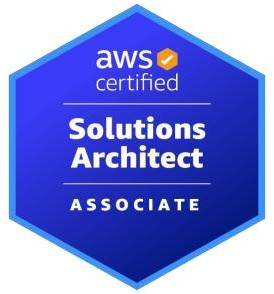 aws
certified
Solutions
Architect
ASSOCIATE